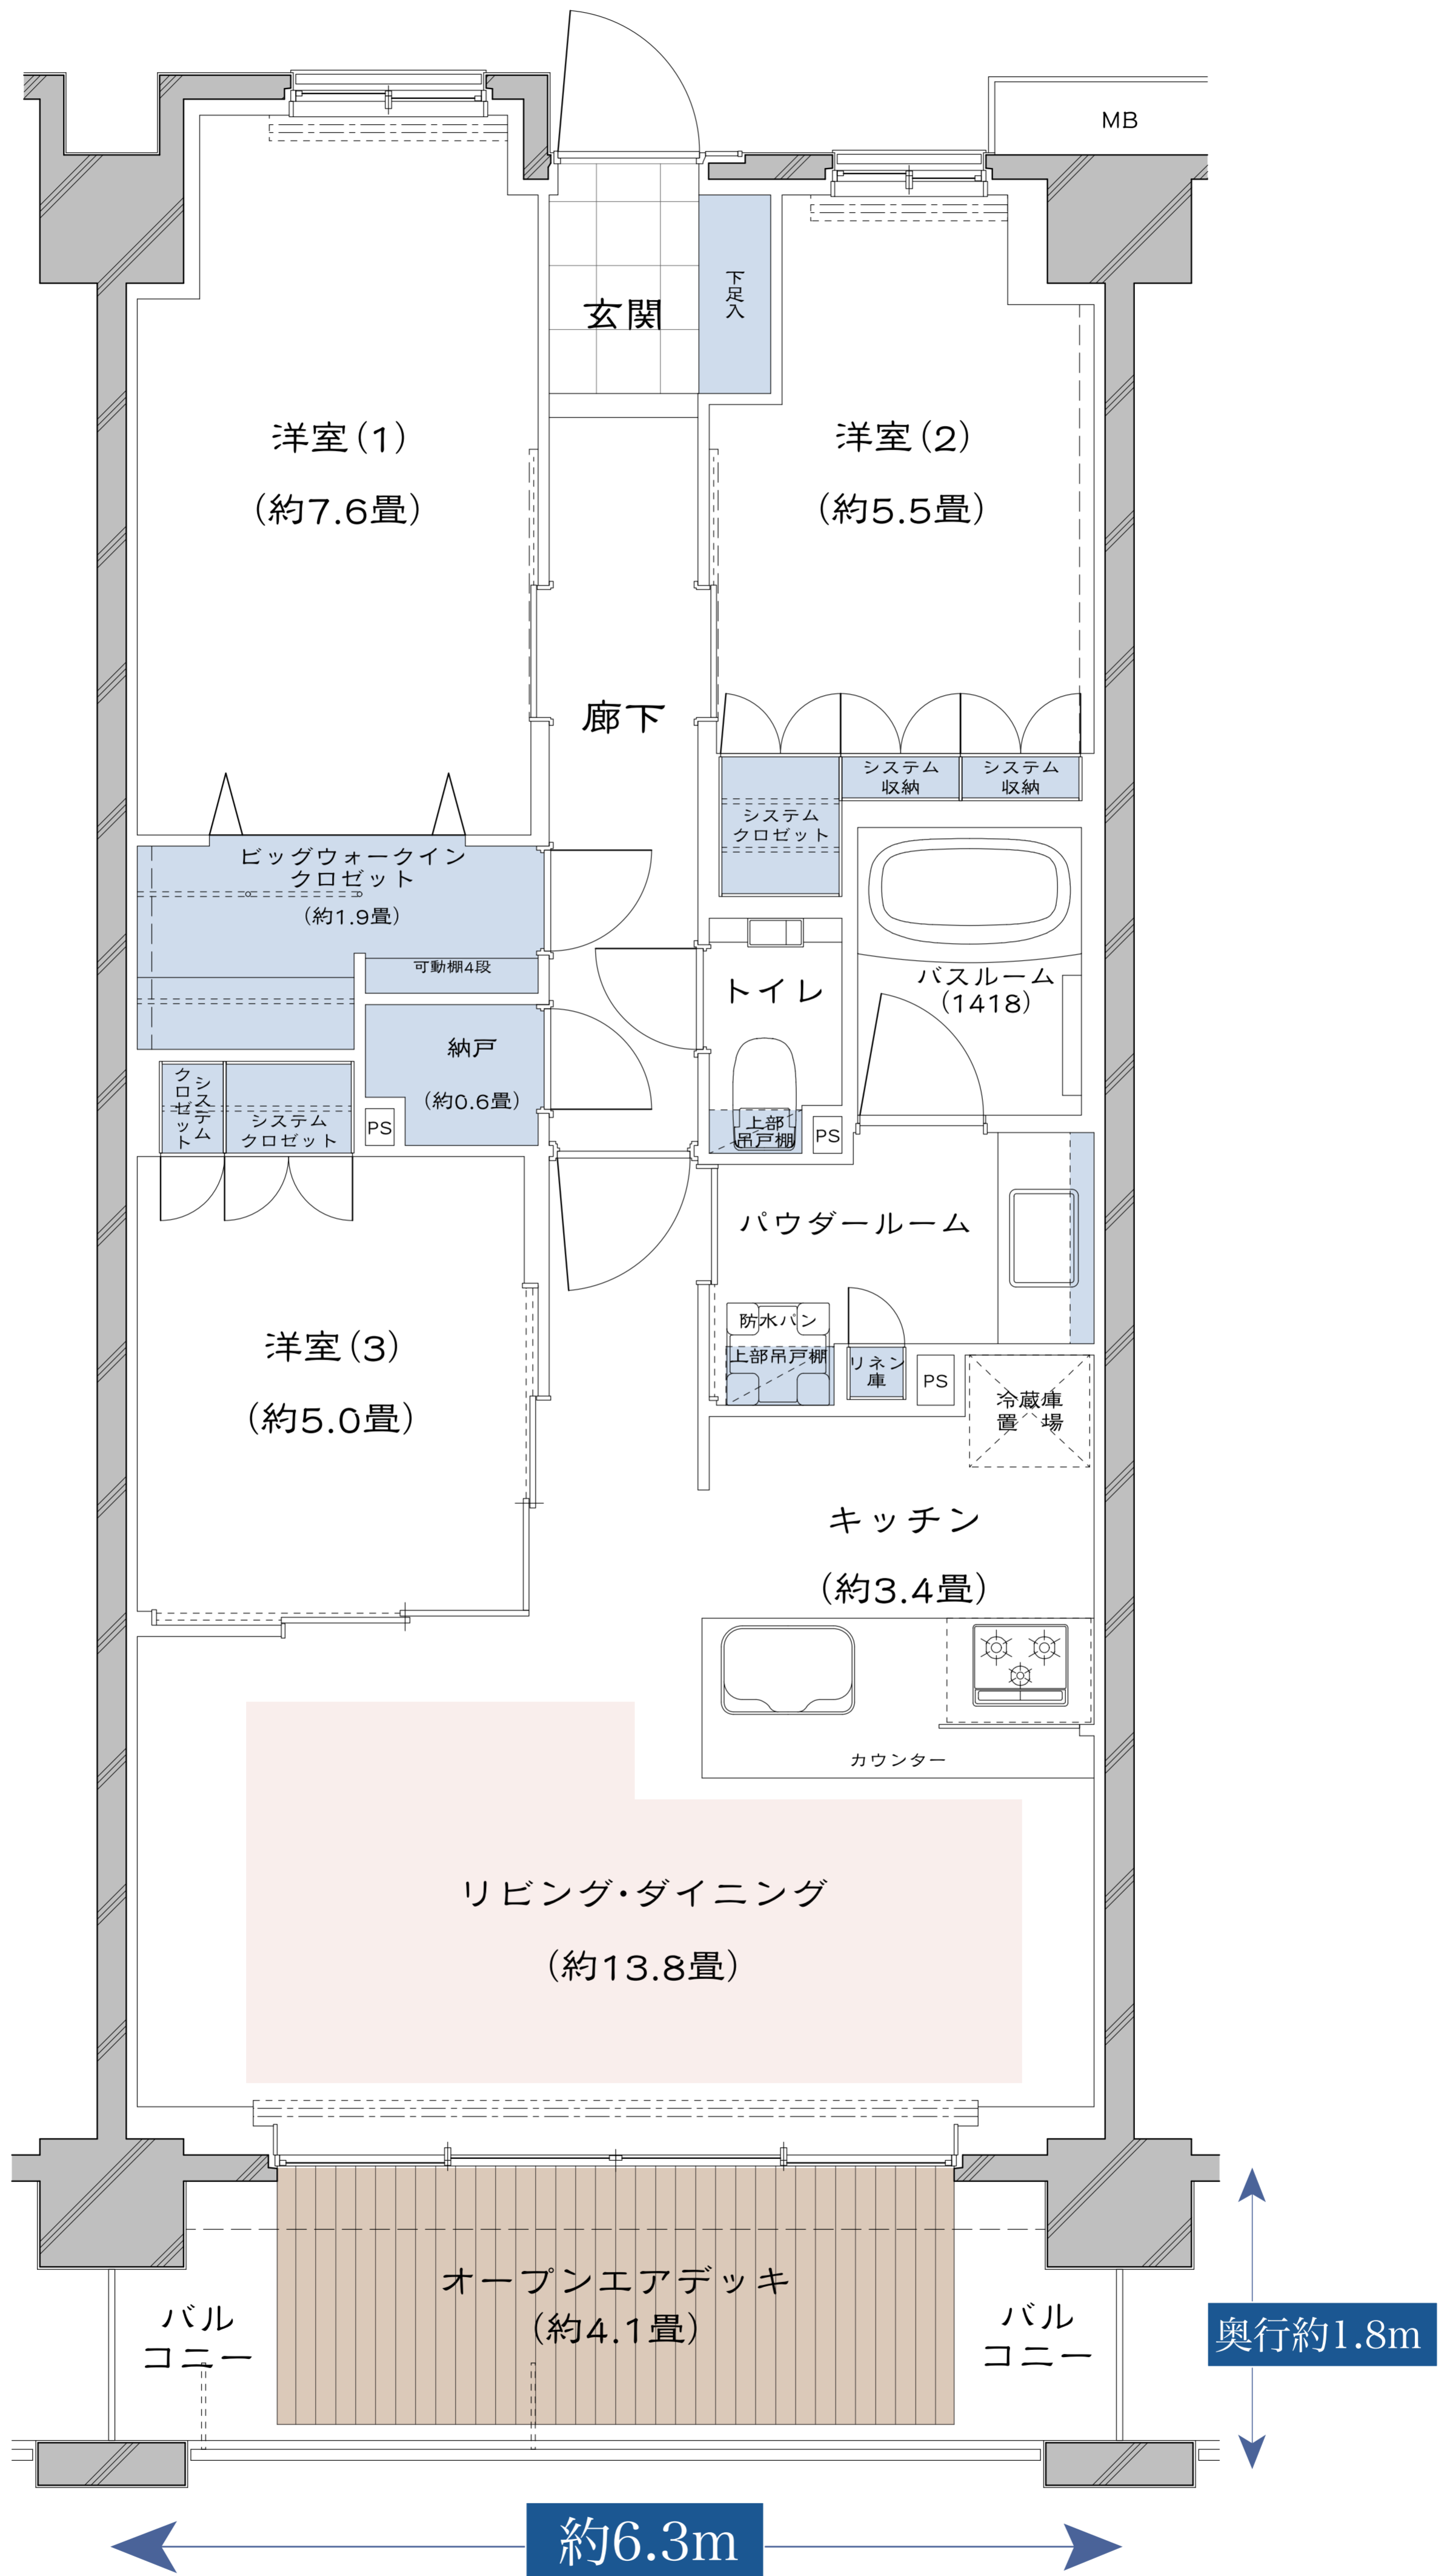 MB
玄関
下足入
洋室(1)
(約7.6畳)
洋室(2)
(約5.5畳)
廊下
システム
収納
システム
収納
システム
クロゼット
ビッグウォークイン
クロゼット
(約1.9畳)
可動棚4段
トイレ
バスルーム
(1418)
納戸
(約0.6畳)
PS
システム
クロゼット
システム
クロゼット
上部
吊戸棚
PS
パウダールーム
防水パン
上部吊戸棚
リネン
庫
PS
冷蔵庫
置場
洋室(3)
(約5.0畳)
キッチン
(約3.4畳)
カウンター
リビング・ダイニング
(約13.8畳)
オープンエアデッキ
(約4.1畳)
バル
コニー
バル
コニー
奥行約1.8m
約6.3m